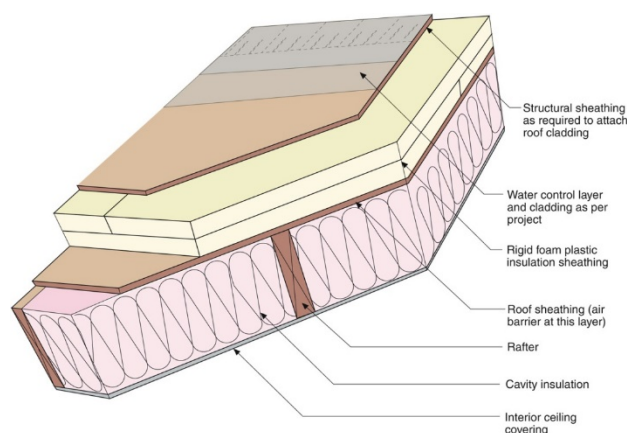 Structural sheathing
as required to attach
roof cladding
Water control layer
and cladding as per
project
Rigid foam plastic
insulation sheathing
Roof sheathing (air
barrier at this layer)
Rafter
Cavity insulation
Interior ceiling
covering